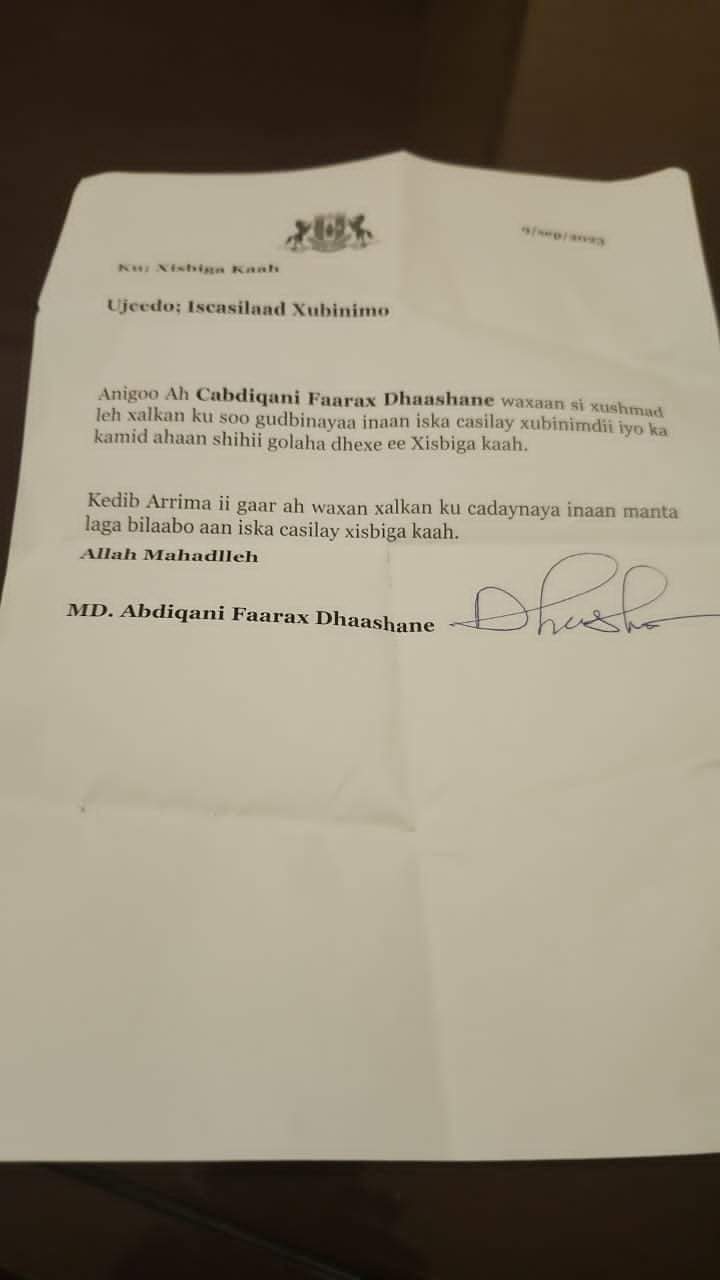 9/sep/2023
Ku; Xisbiga Kaah
Ujeedo; Iscasilaad Xubinimo
Anigoo Ah Cabdiqani Faarax Dhaashane waxaan si xushmad
leh xalkan ku soo gudbinayaa inaan iska casilay xubinimdii iyo ka
kamid ahaan shihii golaha dhexe ee Xisbiga kaah.
Kedib Arrima ii gaar ah waxan xalkan ku cadaynaya inaan manta
laga bilaabo aan iska casilay xisbiga kaah.
Allah Mahadlleh
MD. Abdiqani Faarax Dhaashane